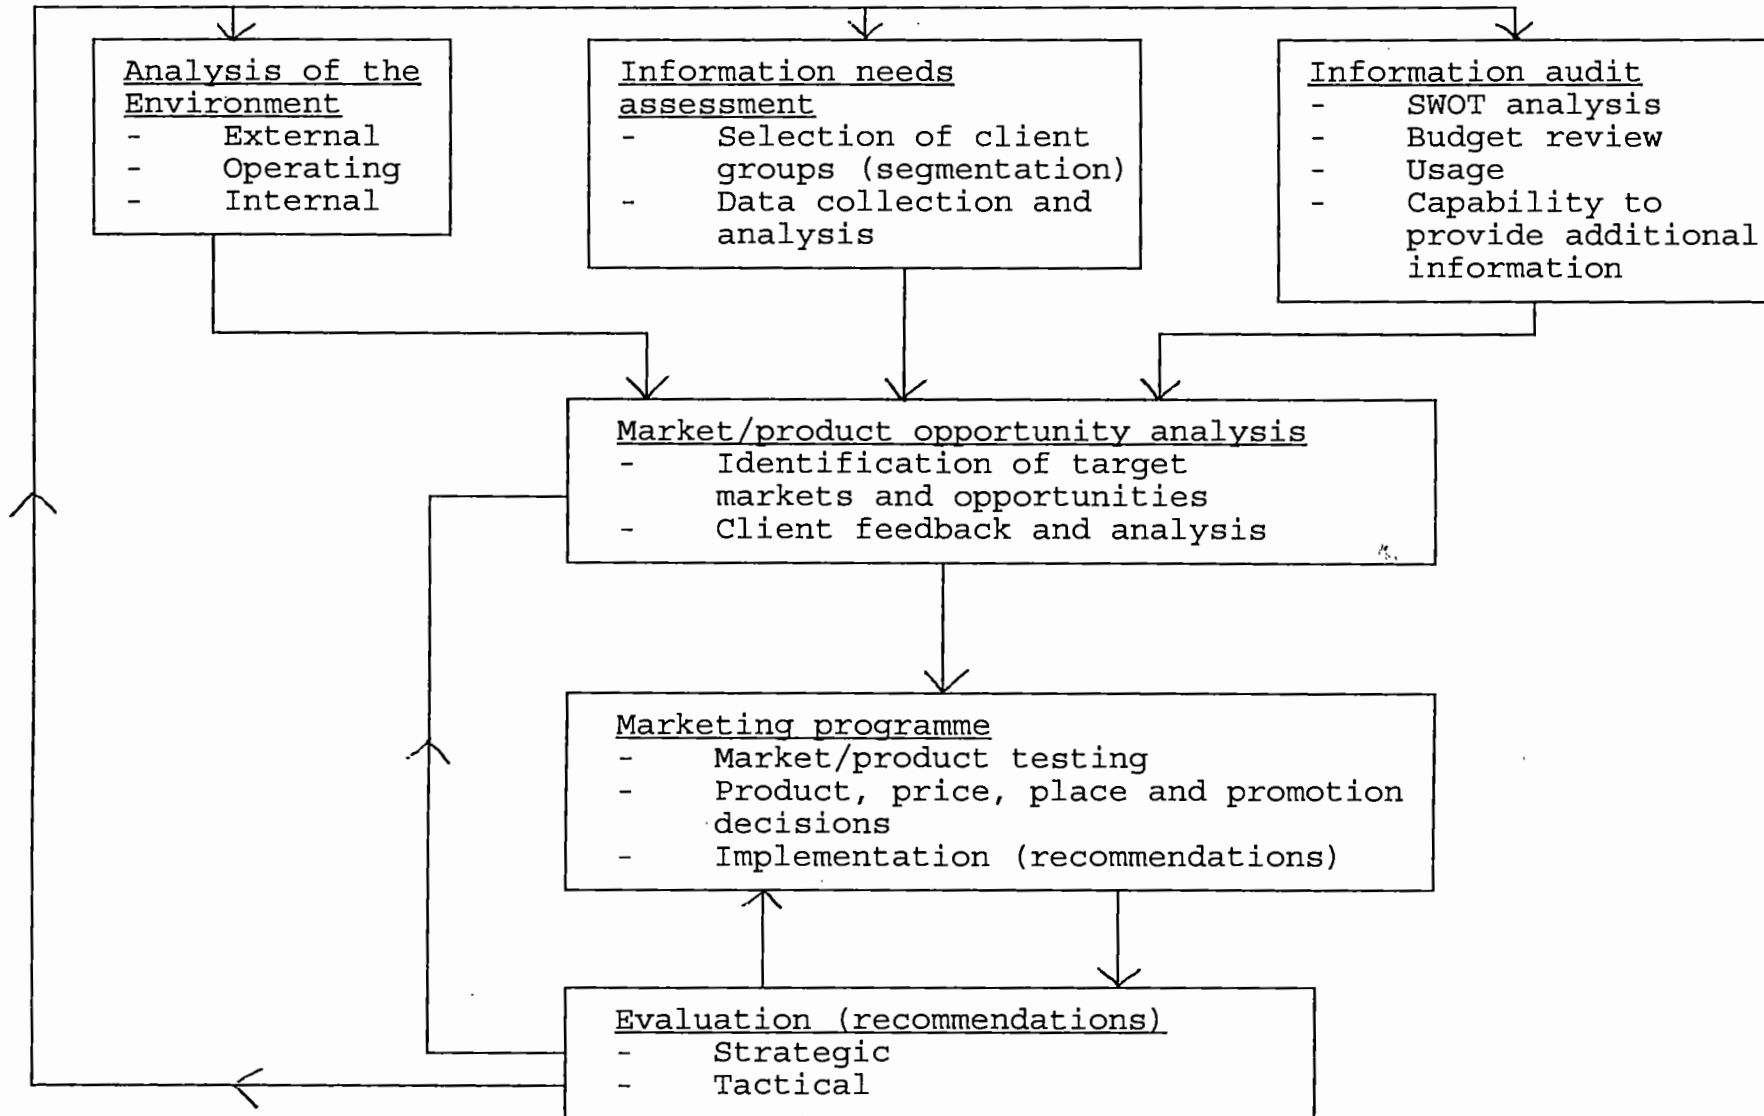 Analysis of the
Environment
- External
- Operating
- Internal
Information needs
assessment
- Selection of client
groups (segmentation)
- Data collection and
analysis
Information audit
- SWOT analysis
- Budget review
- Usage
- Capability to
provide additional
information
Market/product opportunity analysis
- Identification of target
markets and opportunities
- Client feedback and analysis
Marketing programme
- Market/product testing
- Product, price, place and promotion
decisions
- Implementation (recommendations)
Evaluation (recommendations)
- Strategic
- Tactical